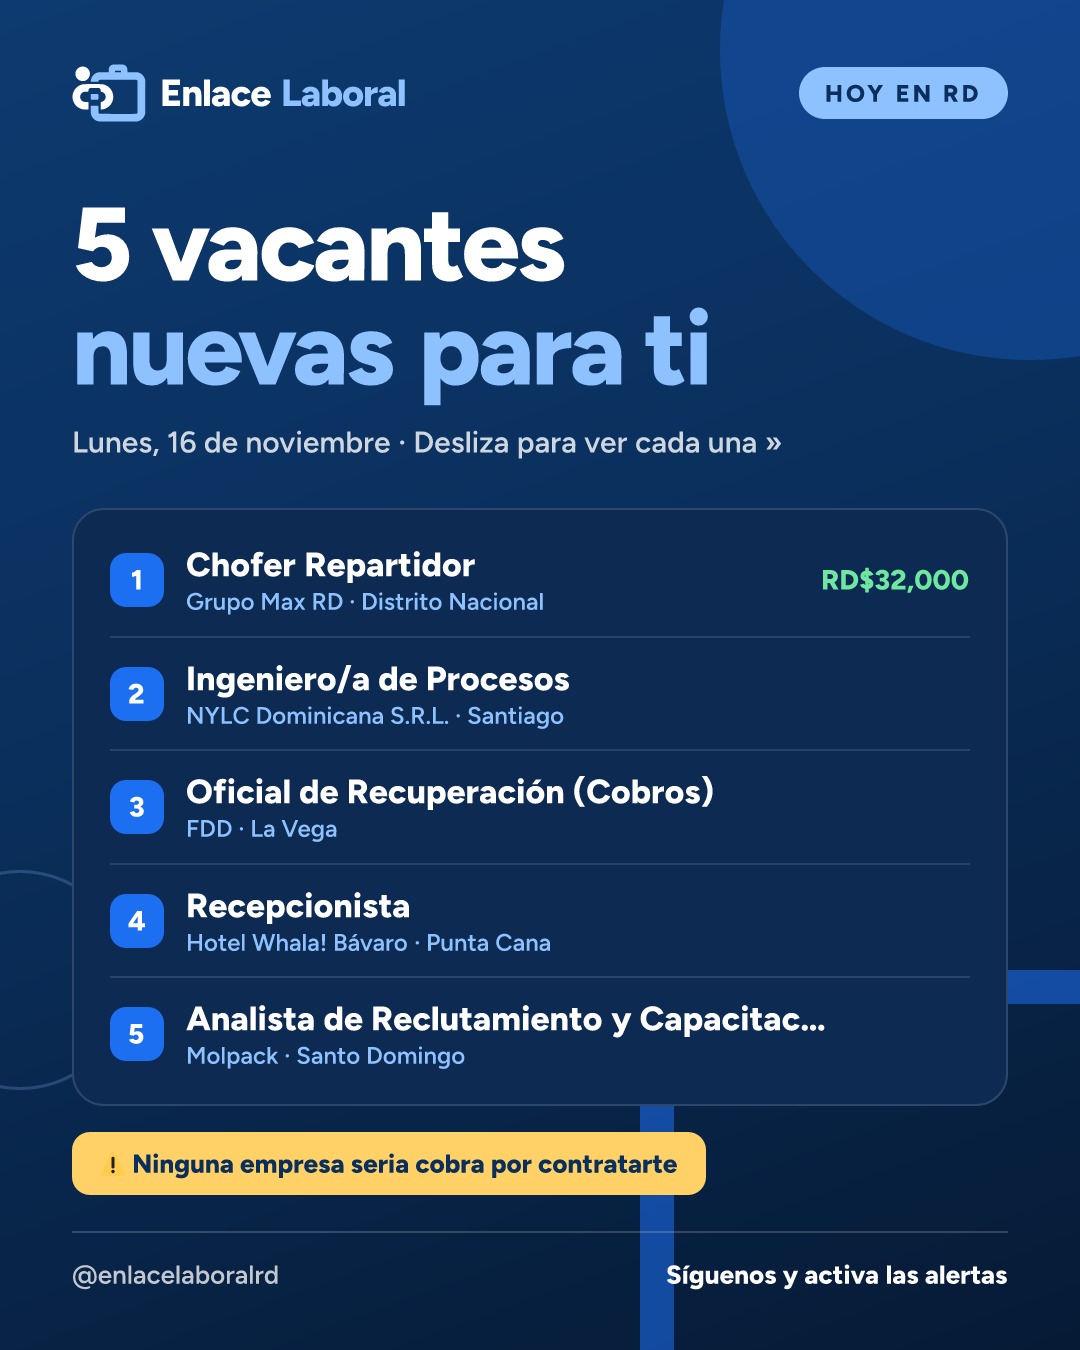 Enlace Laboral
HOY EN RD
5 vacantes
nuevas para ti
Lunes, 16 de noviembre · Desliza para ver cada una »
1
Chofer Repartidor
Grupo Max RD · Distrito Nacional
RD$32,000
2
Ingeniero/a de Procesos
NYLC Dominicana S.R.L. · Santiago
3
Oficial de Recuperación (Cobros)
FDD · La Vega
4
Recepcionista
Hotel Whala! Bávaro · Punta Cana
5
Analista de Reclutamiento y Capacitac...
Molpack · Santo Domingo
⚠️ Ninguna empresa seria cobra por contratarte
@enlacelaboralrd
Síguenos y activa las alertas